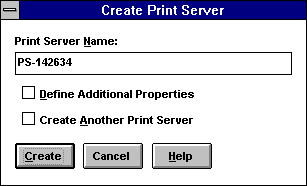 Create Print Server
Print Server Name:
PS-142634
Define Additional Properties
Create Another Print Server
Create Cancel Help